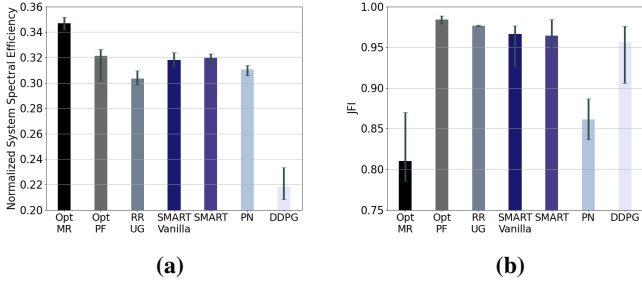 Normalized System Spectral Efficiency
0.36
0.34
0.32
0.30
0.28
0.26
0.24
0.22
0.20
Opt Opt RR SMART SMART PN DDPG
MR PF UG Vanilla
(a)
JFI
1.00
0.95
0.90
0.85
0.80
0.75
Opt Opt RR SMART SMART PN DDPG
MR PF UG Vanilla
(b)